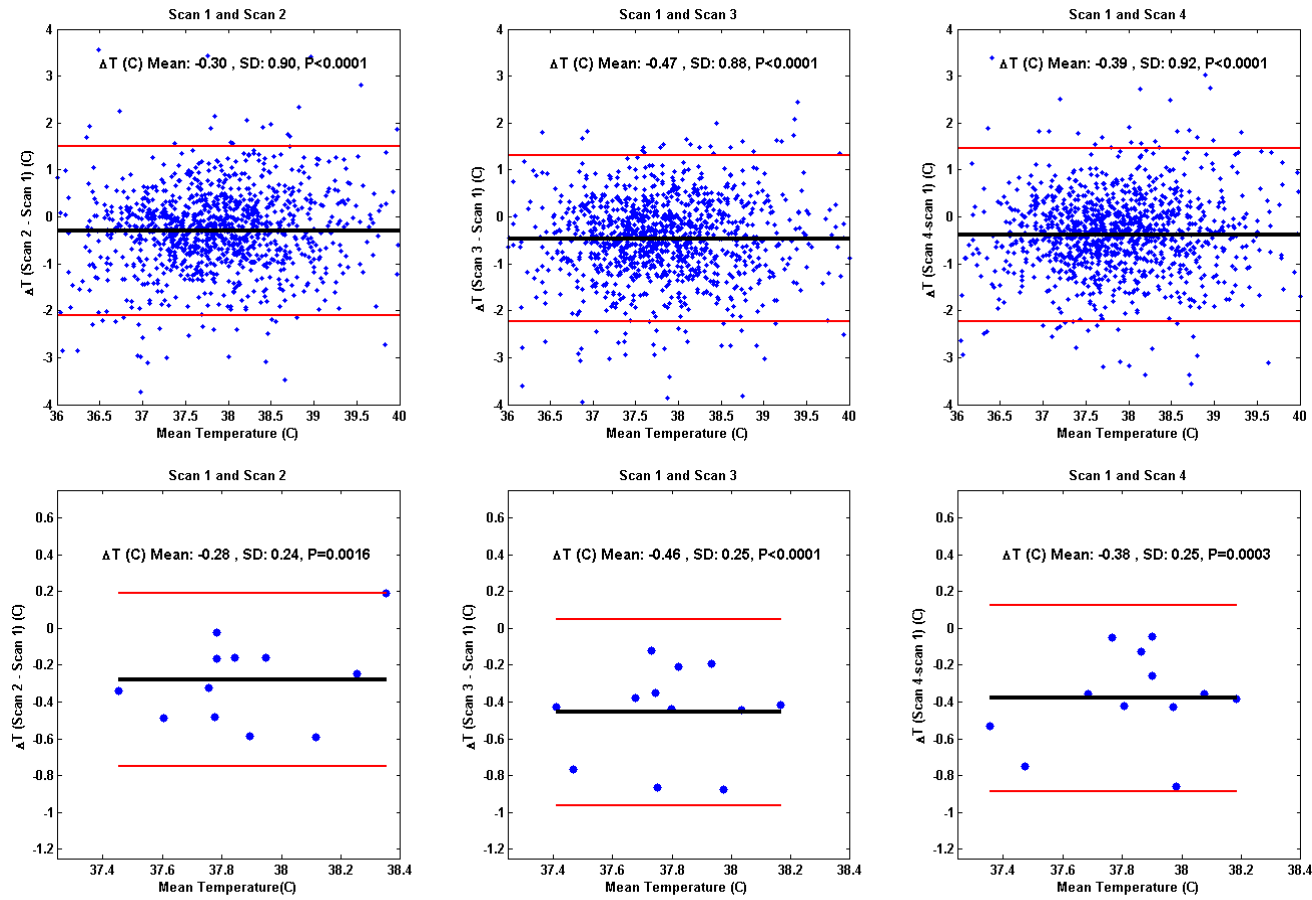 Scan 1 and Scan 2
ΔT (C) Mean: -0.30 , SD: 0.90, P<0.0001
ΔT (Scan 2 - Scan 1) (C)
4
3
2
1
0
-1
-2
-3
-4
36 36.5 37 37.5 38 38.5 39 39.5 40
Mean Temperature (C)
Scan 1 and Scan 3
ΔT (C) Mean: -0.47 , SD: 0.88, P<0.0001
ΔT (Scan 3 - Scan 1) (C)
4
3
2
1
0
-1
-2
-3
-4
36 36.5 37 37.5 38 38.5 39 39.5 40
Mean Temperature (C)
Scan 1 and Scan 4
ΔT (C) Mean: -0.39 , SD: 0.92, P<0.0001
ΔT (Scan 4-scan 1) (C)
4
3
2
1
0
-1
-2
-3
-4
36 36.5 37 37.5 38 38.5 39 39.5 40
Mean Temperature (C)
Scan 1 and Scan 2
ΔT (C) Mean: -0.28 , SD: 0.24, P=0.0016
ΔT (Scan 2 - Scan 1) (C)
0.6
0.4
0.2
0
-0.2
-0.4
-0.6
-0.8
-1
-1.2
37.4 37.6 37.8 38 38.2 38.4
Mean Temperature(C)
Scan 1 and Scan 3
ΔT (C) Mean: -0.46 , SD: 0.25, P<0.0001
ΔT (Scan 3 - Scan 1) (C)
0.6
0.4
0.2
0
-0.2
-0.4
-0.6
-0.8
-1
-1.2
37.4 37.6 37.8 38 38.2 38.4
Mean Temperature (C)
Scan 1 and Scan 4
ΔT (C) Mean: -0.38 , SD: 0.25, P=0.0003
ΔT (Scan 4-scan 1) (C)
0.6
0.4
0.2
0
-0.2
-0.4
-0.6
-0.8
-1
-1.2
37.4 37.6 37.8 38 38.2 38.4
Mean Temperature (C)